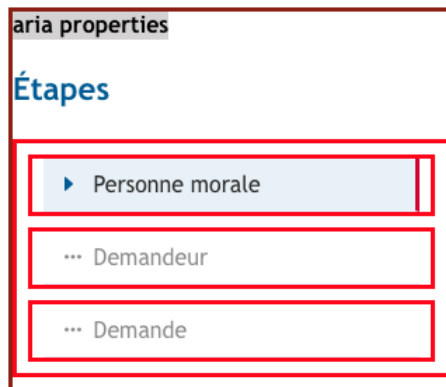 aria properties
Étapes
Personne morale
Demandeur
Demande